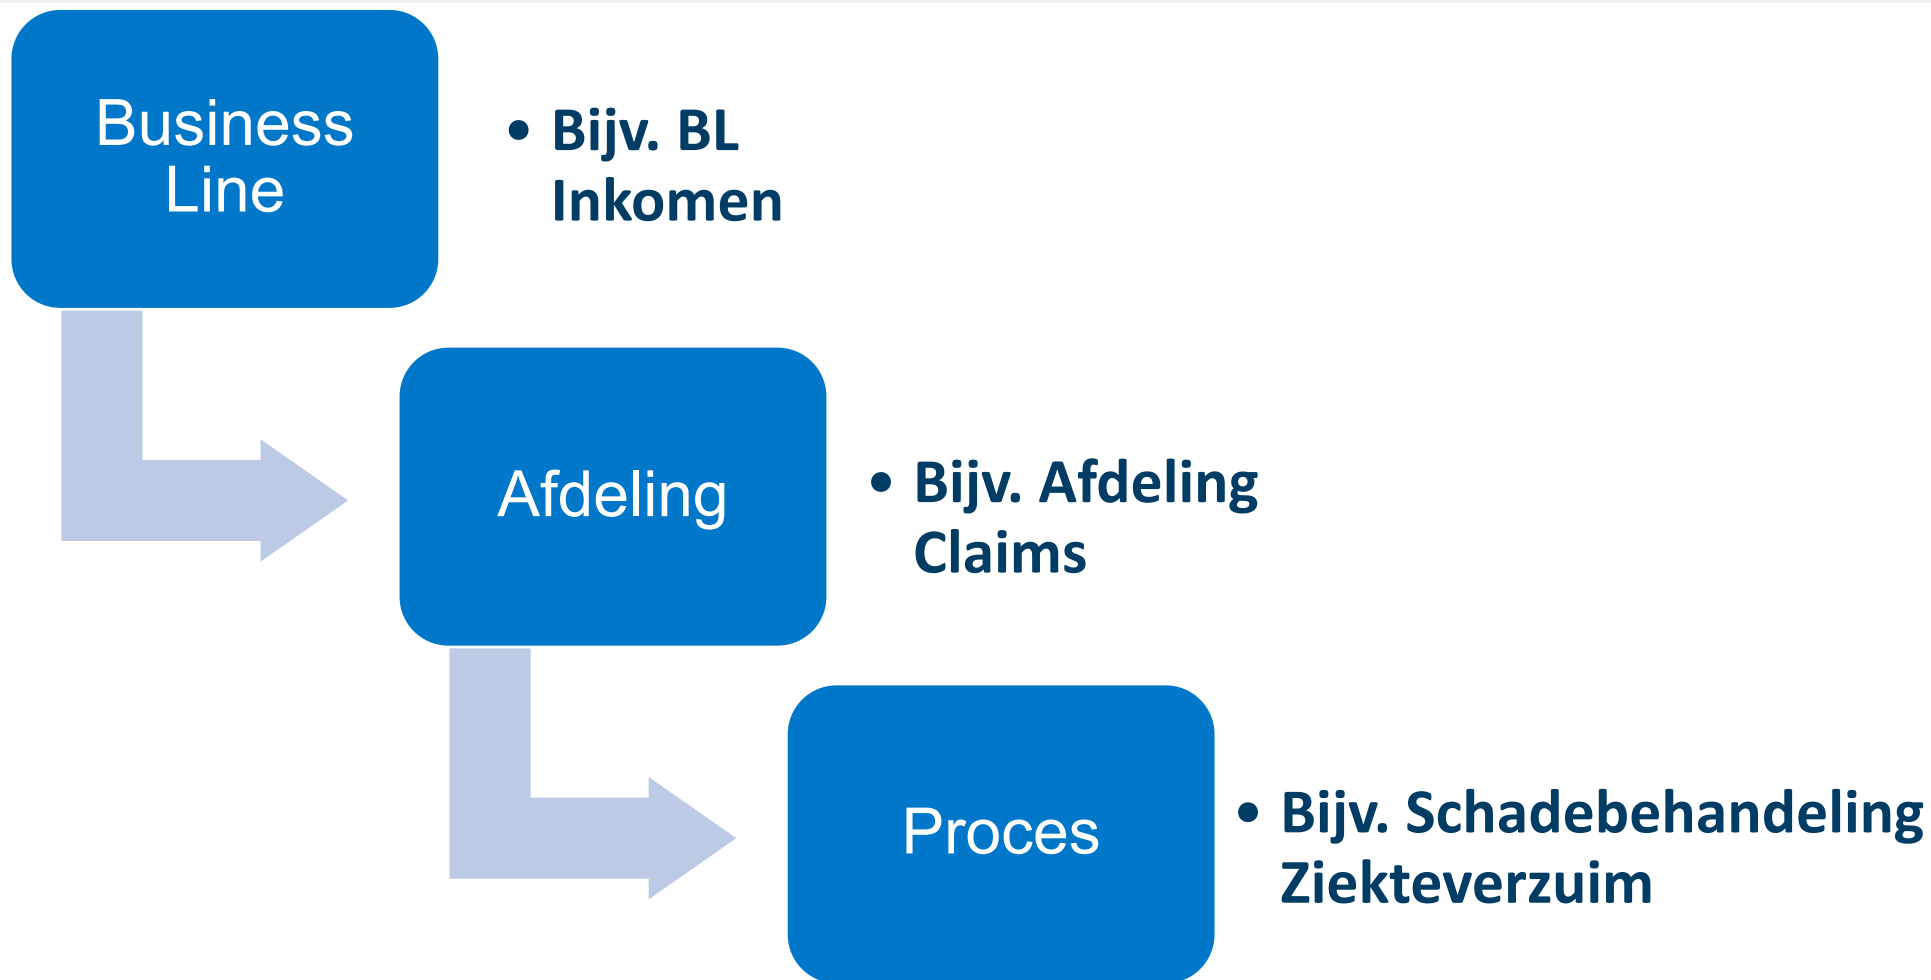 Business
Line
• Bijv. BL
Inkomen
Afdeling
• Bijv. Afdeling
Claims
Proces
• Bijv. Schadebehandeling
Ziekteverzuim